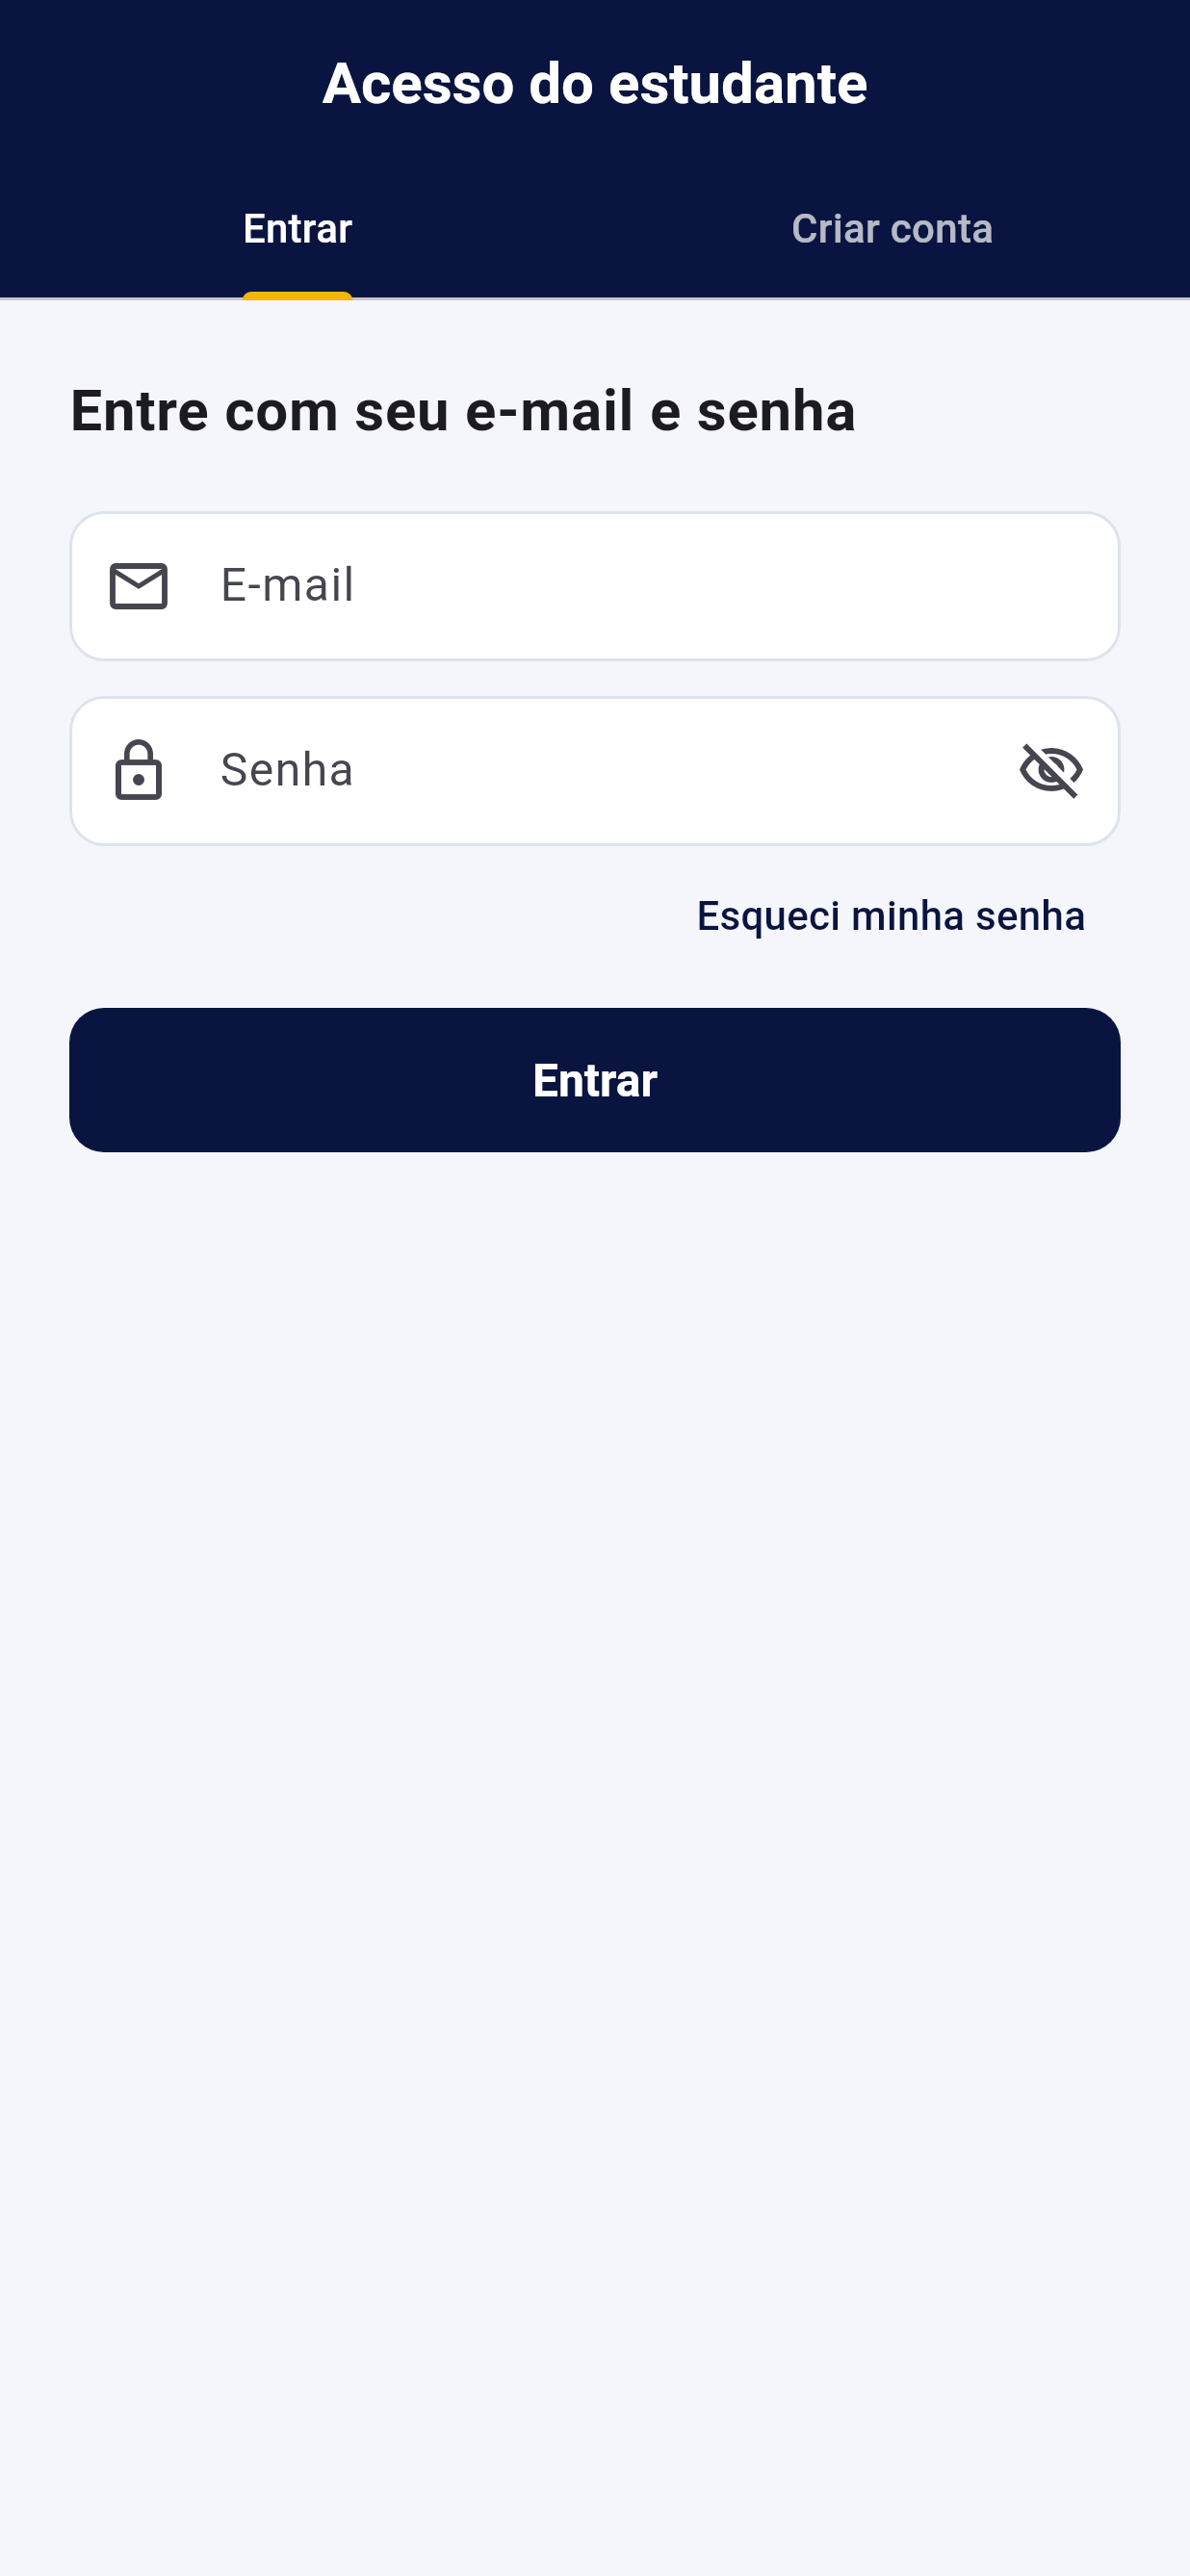 Acesso do estudante
Entrar
Criar conta
Entre com seu e-mail e senha
E-mail
Senha
Esqueci minha senha
Entrar